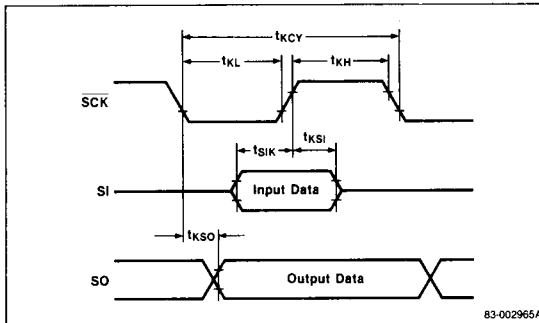 tKCY
tKL
tKH
SCK
tSIK
tKSI
SI
Input Data
tKSO
SO
Output Data
83-002965A